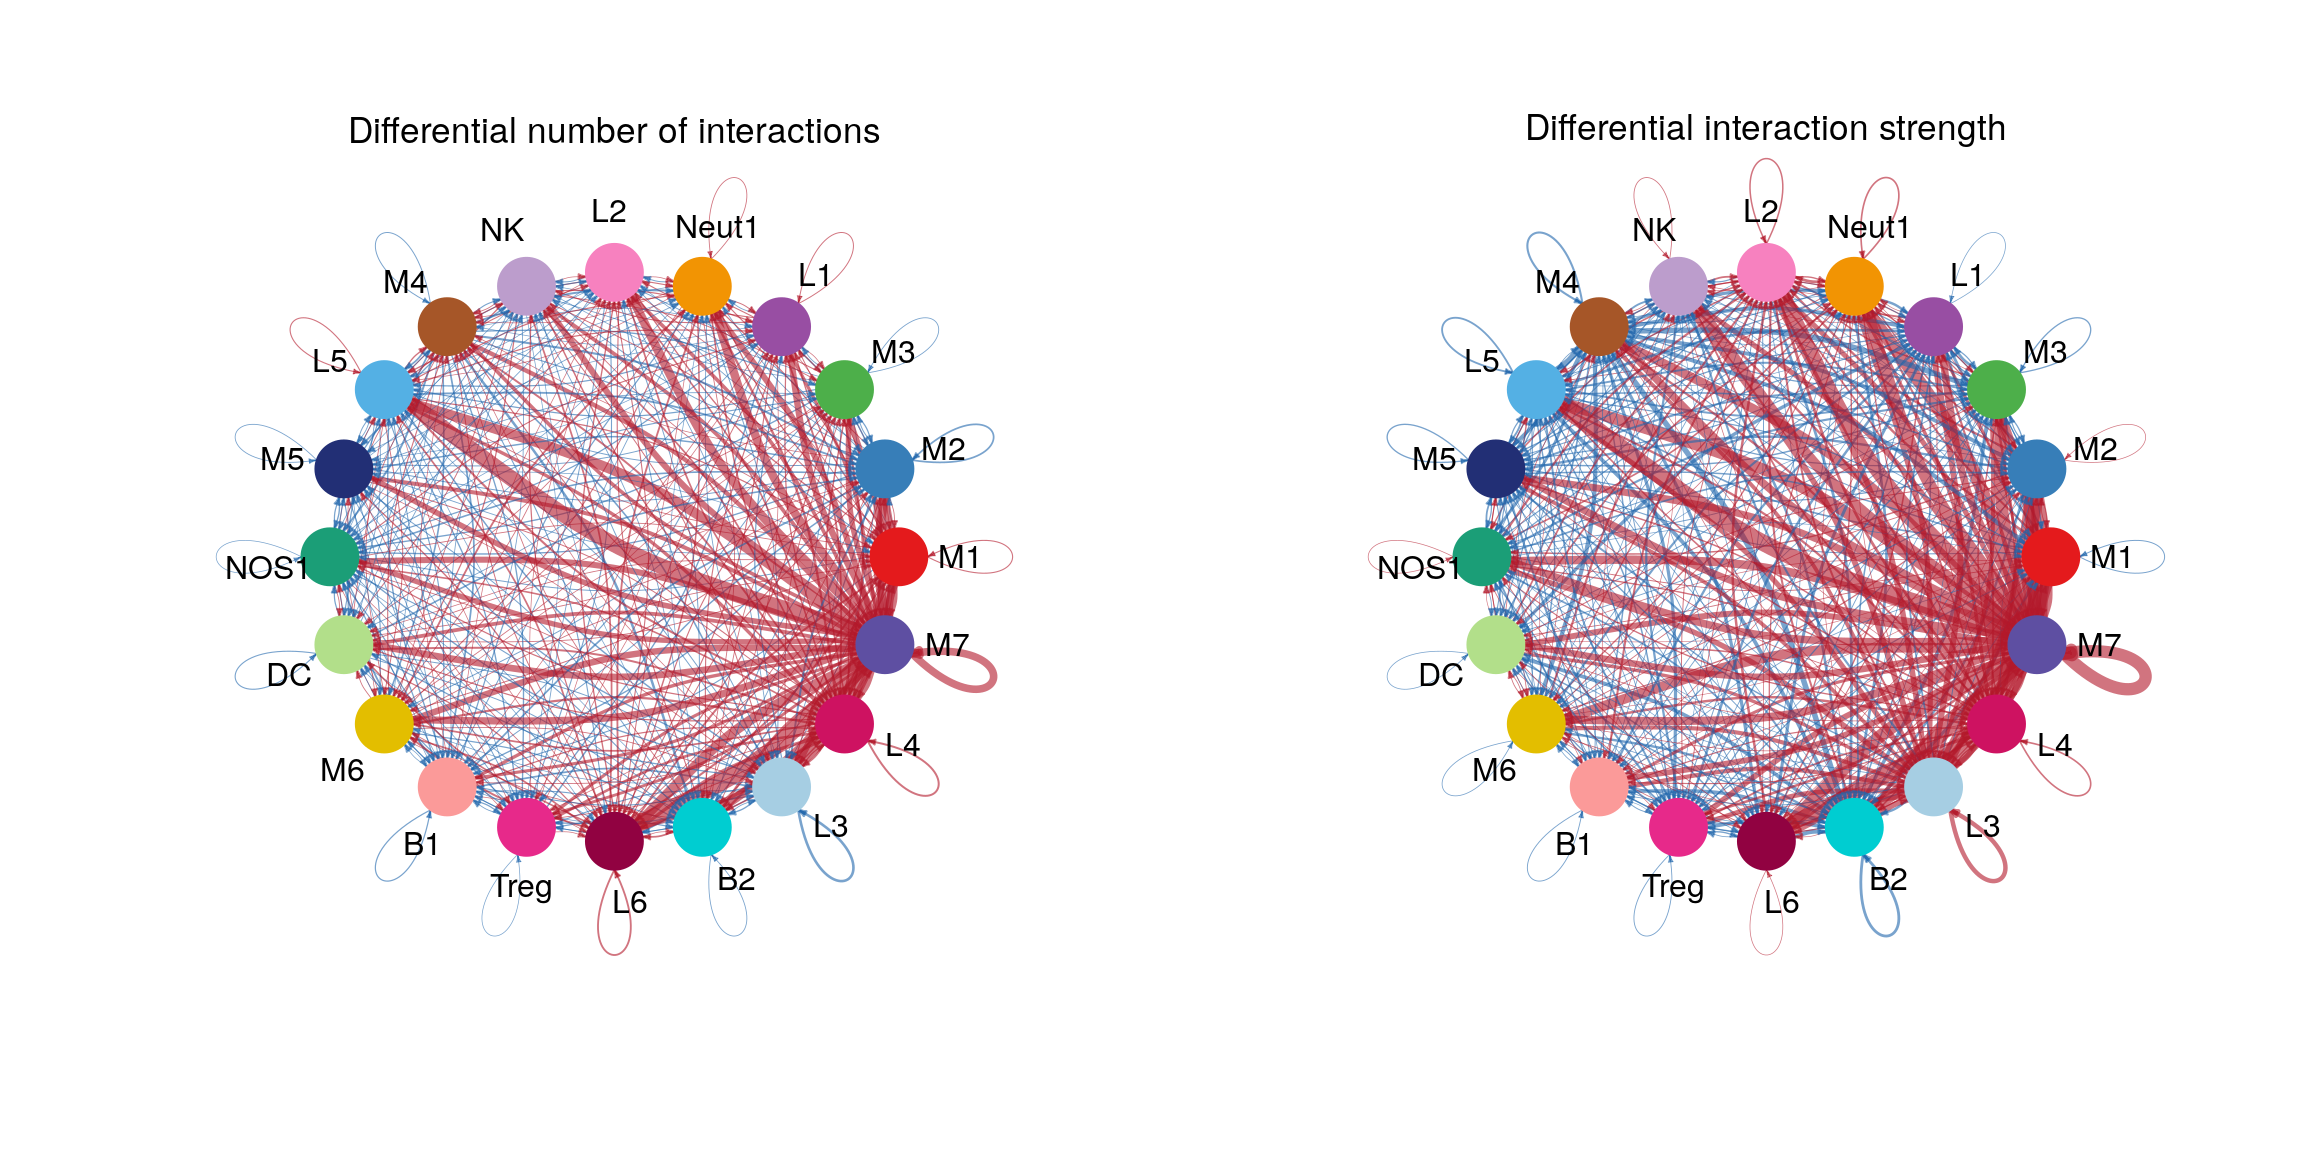 Differential number of interactions
L2
NK
Neut1
M4
L1
L5
M3
M5
M2
NOS1
M1
DC
M7
M6
L4
B1
L3
Treg
B2
L6
Differential interaction strength
L2
NK
Neut1
M4
L1
L5
M3
M5
M2
NOS1
M1
DC
M7
M6
L4
B1
L3
Treg
B2
L6